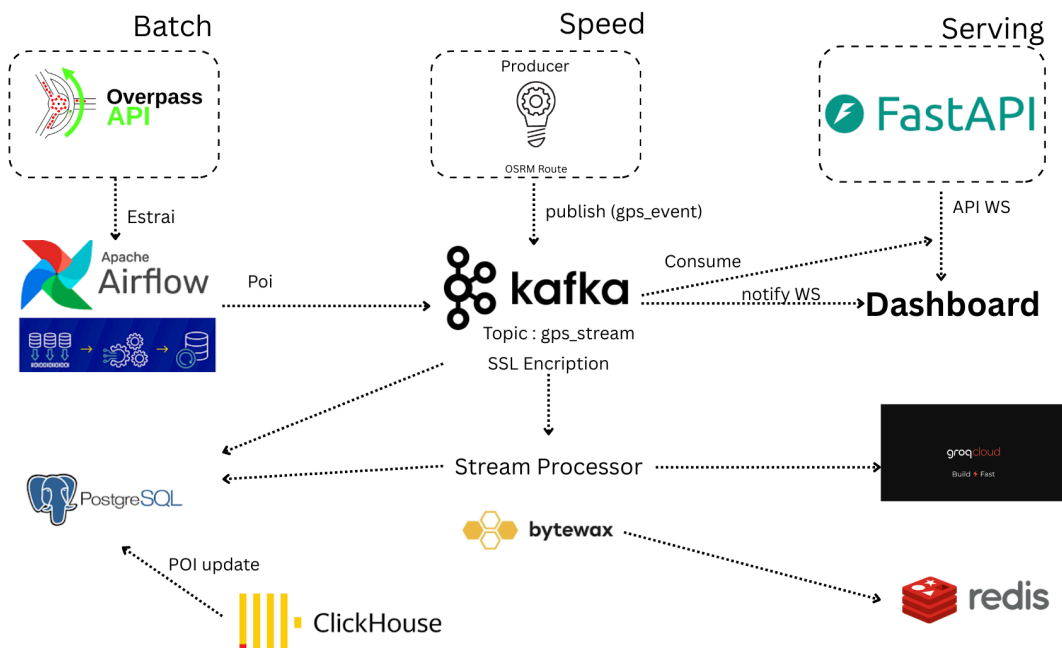 Batch
Speed
Serving
Overpass
API
Producer
OSRM Route
FastAPI
Estrai
publish (gps_event)
API WS
Apache
Airflow
Poi
kafka
Consume
notify WS
Dashboard
Topic : gps_stream
SSL Encription
Stream Processor
groqcloud
Build Fast
PostgreSQL
bytewax
POI update
ClickHouse
redis